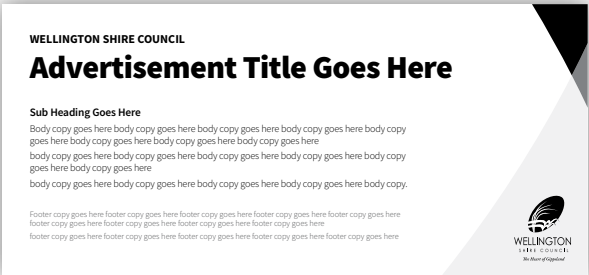 WELLINGTON SHIRE COUNCIL
Advertisement Title Goes Here
Sub Heading Goes Here
Body copy goes here body copy goes here body copy goes here body copy goes here body copy
goes here body copy goes here body copy goes here body copy goes here
body copy goes here body copy goes here body copy goes here body copy goes here body copy
goes here body copy goes here
body copy goes here body copy goes here body copy goes here body copy goes here body copy.
Footer copy goes here footer copy goes here footer copy goes here footer copy goes here footer copy goes here
footer copy goes here footer copy goes here footer copy goes here footer copy goes here
footer copy goes here footer copy goes here footer copy goes here footer copy goes here footer copy goes here
WELLINGTON
SHIRE COUNCIL
The Heart of Gippsland